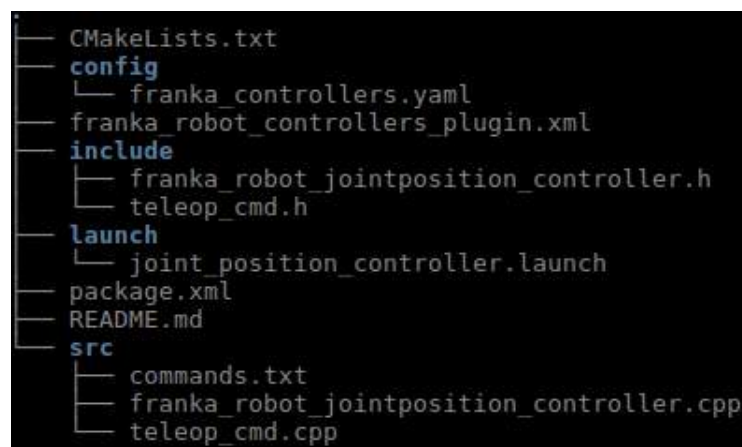 .
├── CMakeLists.txt
├── config
│   └── franka_controllers.yaml
├── franka_robot_controllers_plugin.xml
├── include
│   ├── franka_robot_jointposition_controller.h
│   └── teleop_cmd.h
├── launch
│   └── joint_position_controller.launch
├── package.xml
├── README.md
└── src
    ├── commands.txt
    ├── franka_robot_jointposition_controller.cpp
    └── teleop_cmd.cpp